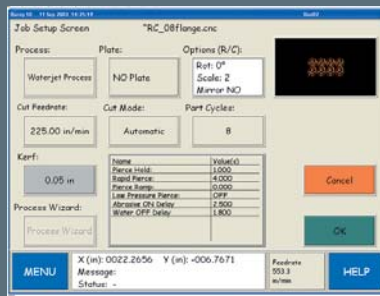 Job Setup Screen "RC_08flange.cnc
Process: Plate: Options (R/C):
Waterjet Process NO Plate Rot: 0°
Scale: 2
Mirror NO
Cut Feedrate: Cut Mode: Part Cycles:
225.00 in/min Automatic 8
Kerf:
0.05 in
Name Value(s)
Pierce Hold: 1.000
Rapid Pierce: 4.000
Pierce Ramp: 0.000
Low Pressure Pierce: OFF
Abrasive ON Delay 2.500
Water OFF Delay 1.800
Cancel
Process Wizard:
Process Wizard
OK
MENU
X (in): 0022.2656 Y (in): -006.7671
Message:
Status: -
Feedrate
553.3
HELP